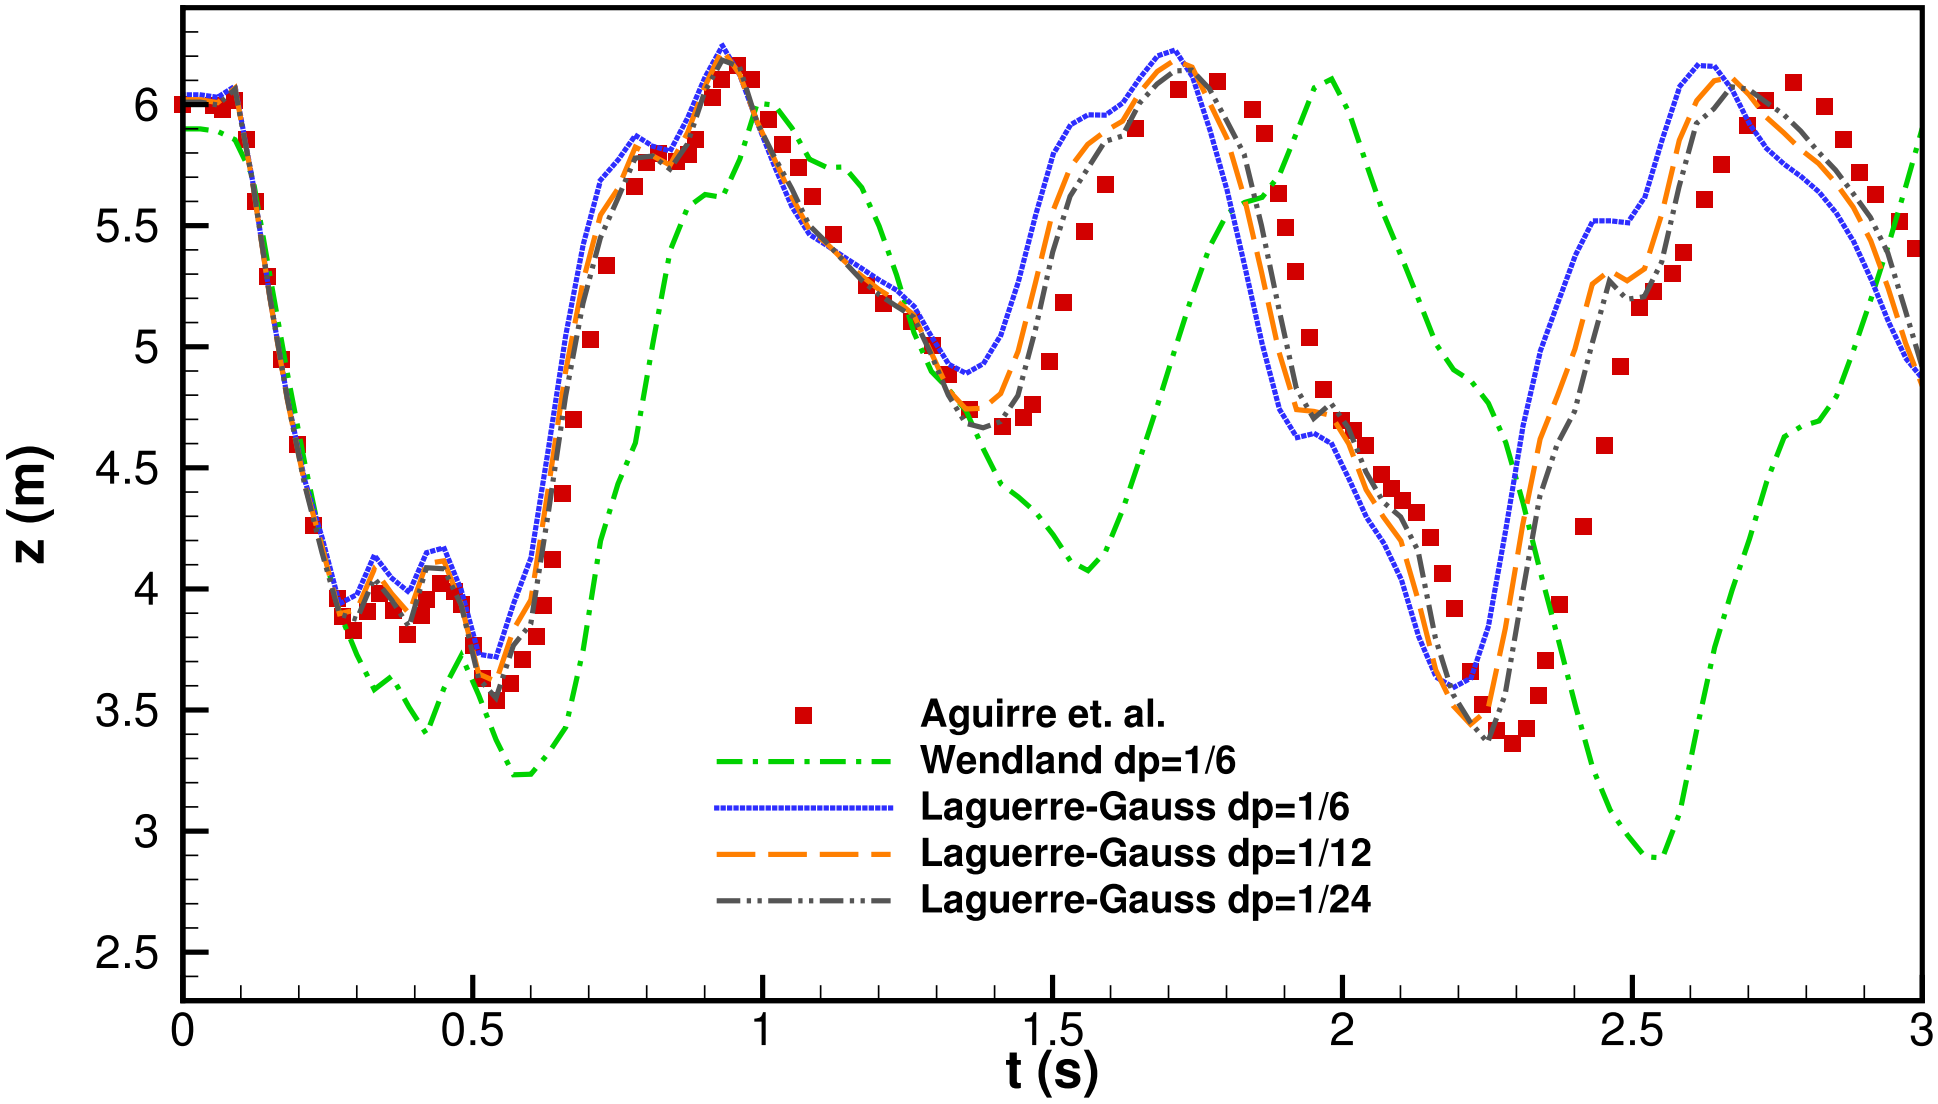 6
5.5
5
4.5
4
3.5
3
2.5
z (m)
Aguirre et. al.
Wendland dp=1/6
Laguerre-Gauss dp=1/6
Laguerre-Gauss dp=1/12
Laguerre-Gauss dp=1/24
0 0.5 1 1.5 2 2.5 3
t (s)